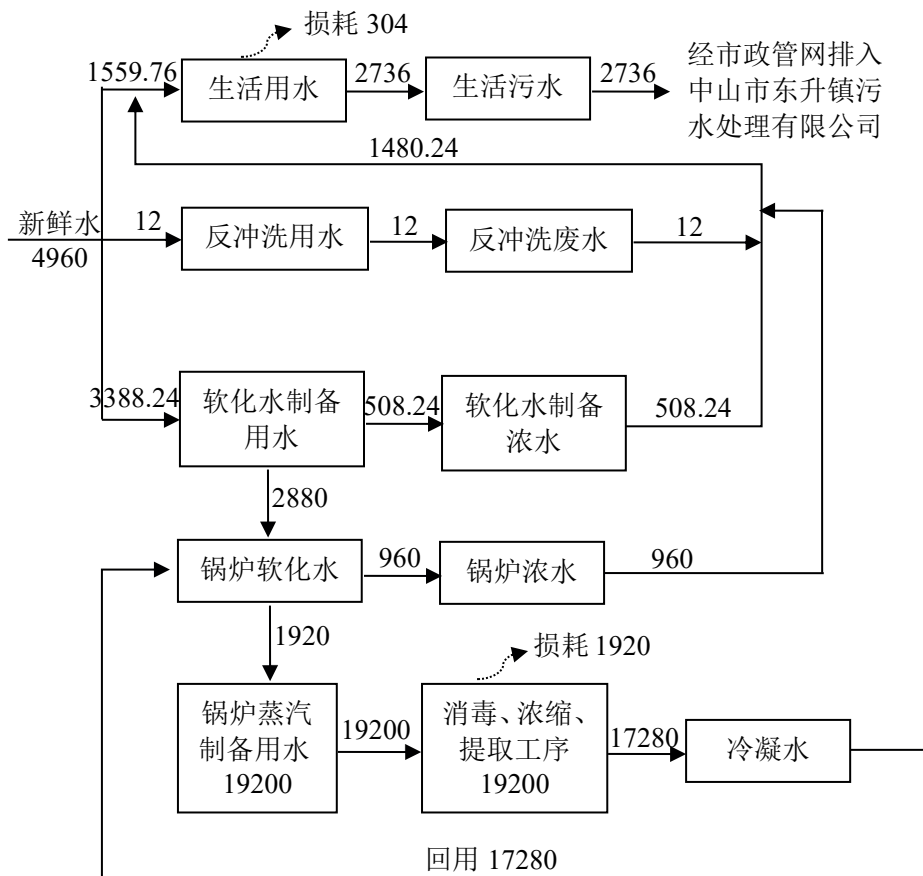 损耗 304
1559.76
生活用水
2736
生活污水
2736
经市政管网排入
中山市东升镇污
水处理有限公司
1480.24
新鲜水
4960
12
反冲洗用水
12
反冲洗废水
12
3388.24
软化水制备
用水
508.24
软化水制备
浓水
508.24
2880
锅炉软化水
960
锅炉浓水
960
1920
损耗 1920
锅炉蒸汽
制备用水
19200
19200
消毒、浓缩、
提取工序
19200
17280
冷凝水
回用 17280